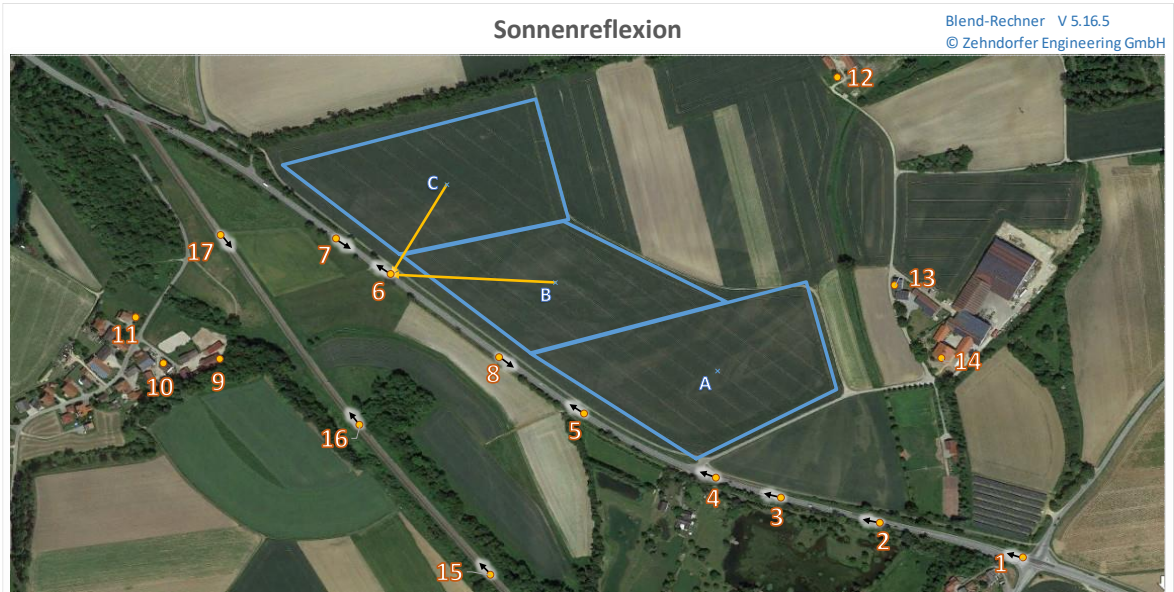 Sonnenreflexion
Blend-Rechner V 5.16.5
© Zehndorfer Engineering GmbH
12
C
17
7
6
B
13
11
10
9
8
14
A
5
16
4
3
2
1
15